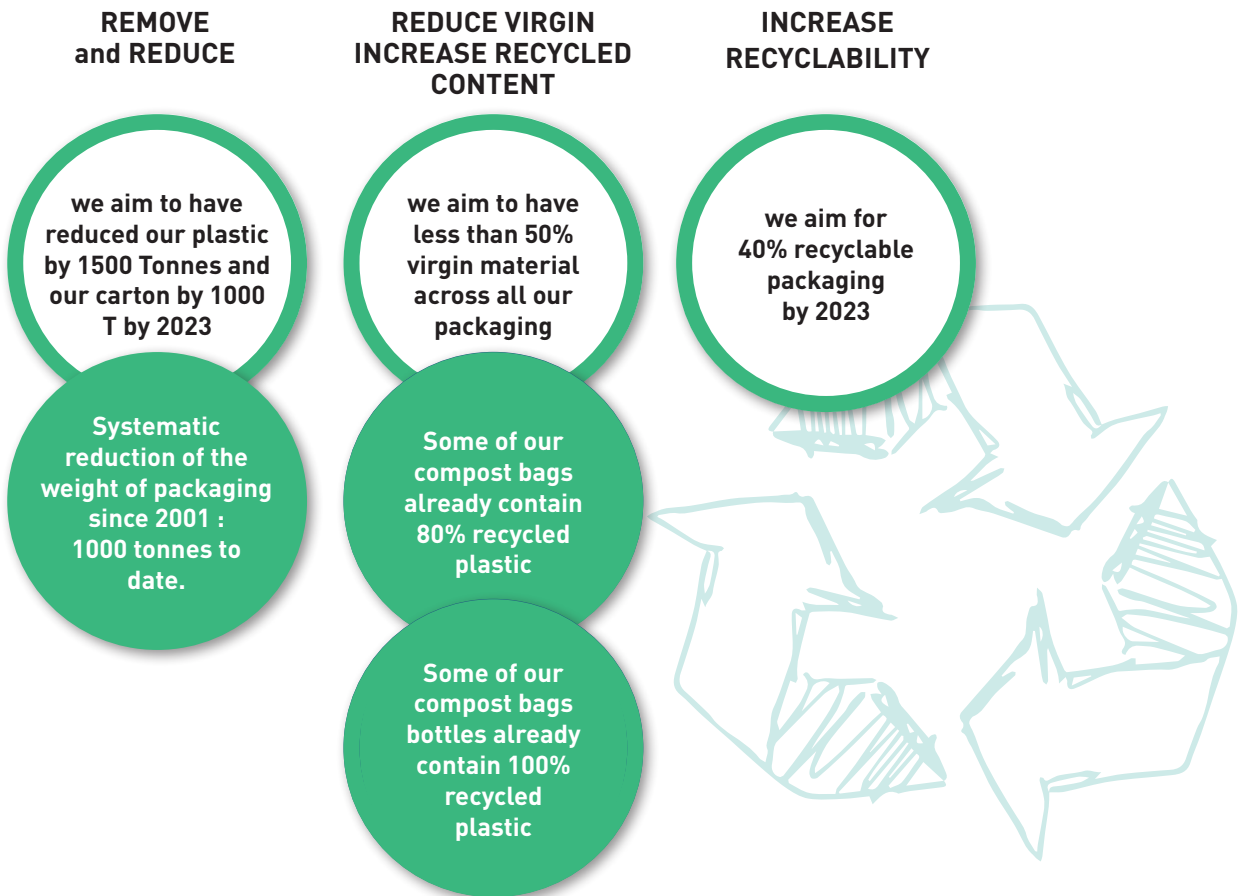 REMOVE
and REDUCE
we aim to have
reduced our plastic
by 1500 Tonnes and
our carton by 1000
T by 2023
Systematic
reduction of the
weight of packaging
since 2001 :
1000 tonnes to
date.
REDUCE VIRGIN
INCREASE RECYCLED
CONTENT
we aim to have
less than 50%
virgin material
across all our
packaging
Some of our
compost bags
already contain
80% recycled
plastic
Some of our
compost bags
bottles already
contain 100%
recycled
plastic
INCREASE
RECYCLABILITY
we aim for
40% recyclable
packaging
by 2023